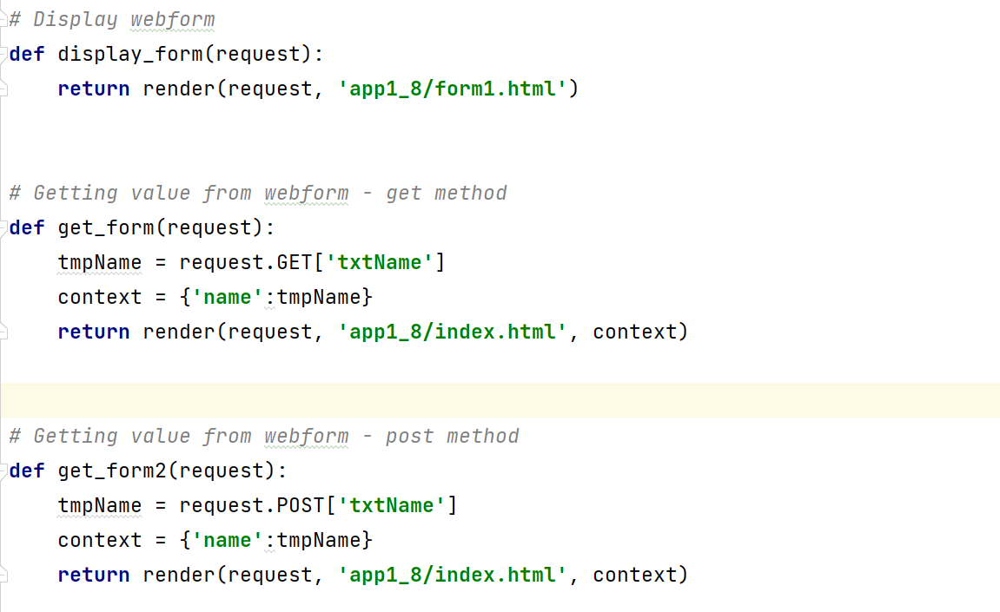 # Display webform
def display_form(request):
    return render(request, 'app1_8/form1.html')
# Getting value from webform - get method
def get_form(request):
    tmpName = request.GET['txtName']
    context = {'name':tmpName}
    return render(request, 'app1_8/index.html', context)
# Getting value from webform - post method
def get_form2(request):
    tmpName = request.POST['txtName']
    context = {'name':tmpName}
    return render(request, 'app1_8/index.html', context)